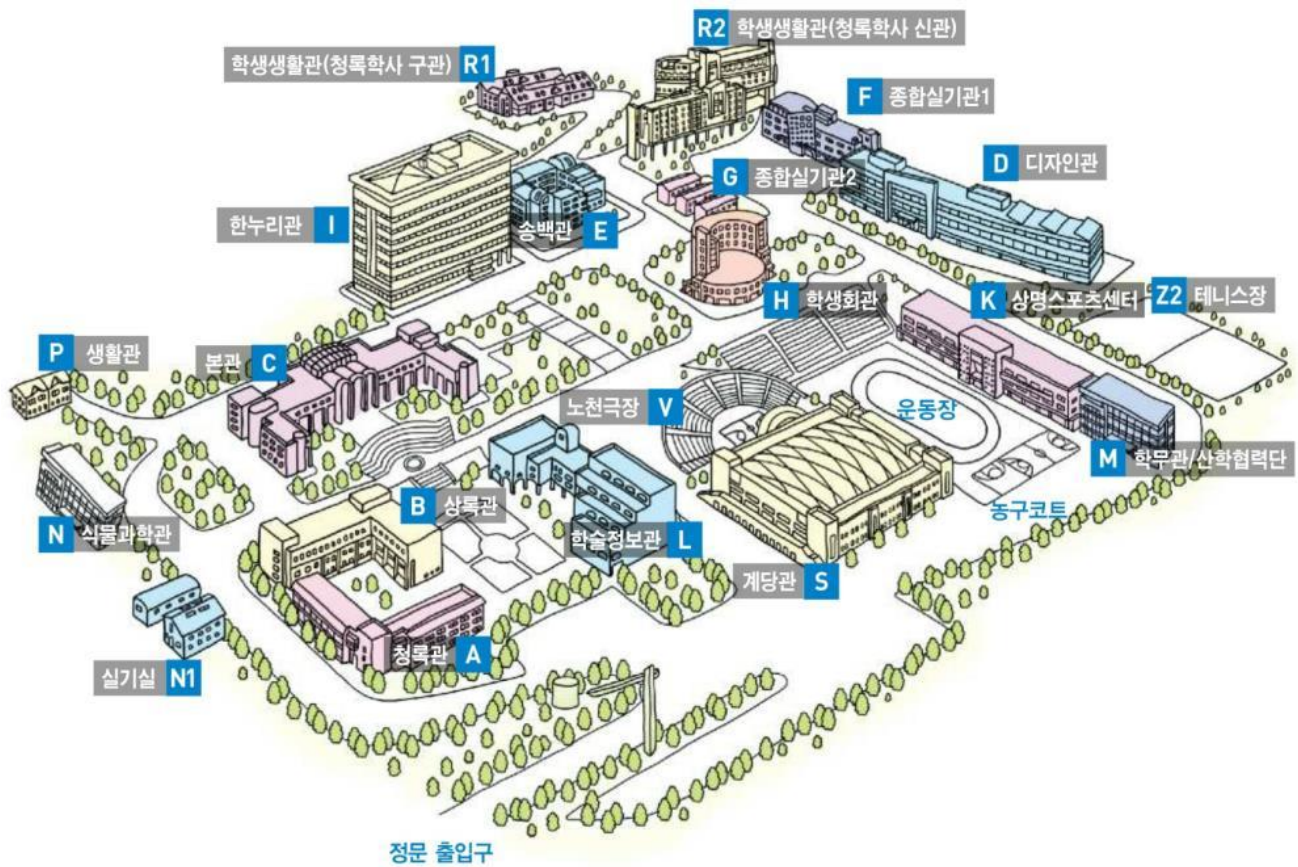 R2 학생생활관(청록학사 신관)
학생생활관(청록학사 구관) R1
F 종합실기관1
D 디자인관
G 종합실기관2
한누리관 I
송백관 E
H 학생회관
K 상명스포츠센터
Z2 테니스장
P 생활관
본관 C
노천극장 V
운동장
M 학무관/산학협력단
B 상록관
농구코트
N 식물과학관
학술정보관 L
계당관 S
청록관 A
실기실 N1
정문 출입구